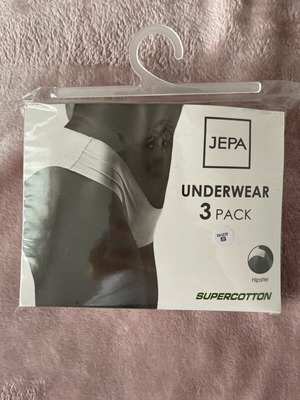 JEPA
UNDERWEAR
3 PACK
SIZE
S
Hipster
SUPERCOTTON